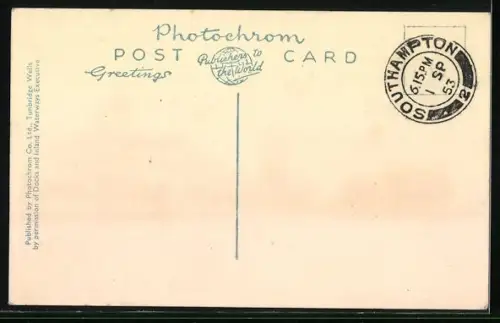 Photochrom
POST CARD
Greetings
Publishers to
the World
SOUTHAMPTON
6.15 PM
1 SP
53
2
Published by Photochrom Co. Ltd., Tunbridge Wells
by permission of Docks and Inland Waterways Executive